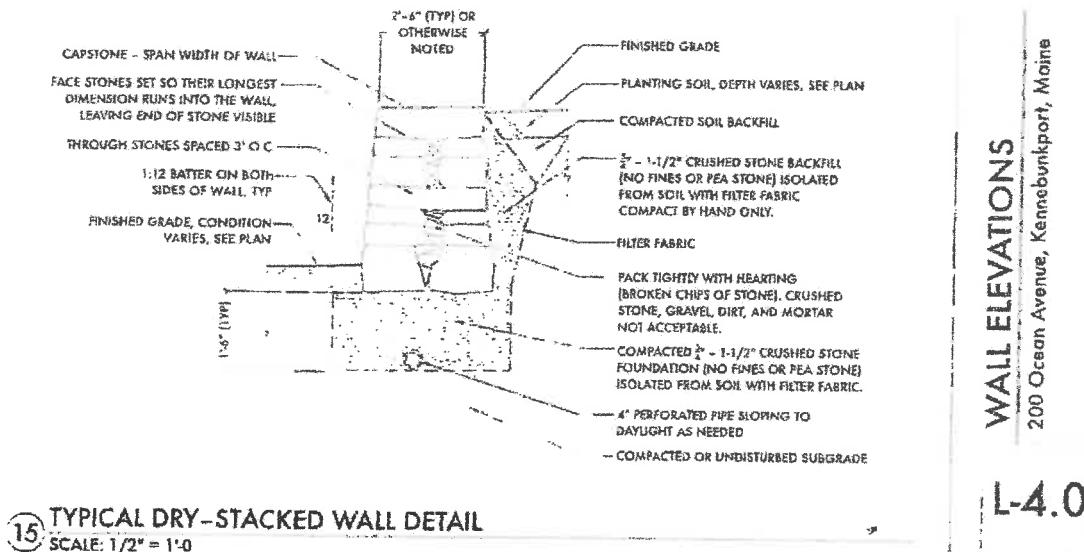 2'-6" (TYP) OR
OTHERWISE
NOTED
CAPSTONE - SPAN WIDTH OF WALL
FACE STONES SET SO THEIR LONGEST
DIMENSION RUNS INTO THE WALL,
LEAVING END OF STONE VISIBLE
THROUGH STONES SPACED 3' O C
1:12 BATTER ON BOTH
SIDES OF WALL, TYP
12
FINISHED GRADE, CONDITION
VARIES, SEE PLAN
1'-6" (TYP)
FINISHED GRADE
PLANTING SOIL, DEPTH VARIES, SEE PLAN
COMPACTED SOIL BACKFILL
- 1-1/2" CRUSHED STONE BACKFILL
(NO FINES OR PEA STONE) ISOLATED
FROM SOIL WITH FILTER FABRIC
COMPACT BY HAND ONLY.
FILTER FABRIC
PACK TIGHTLY WITH HEARTING
(BROKEN CHIPS OF STONE). CRUSHED
STONE, GRAVEL, DIRT, AND MORTAR
NOT ACCEPTABLE.
COMPACTED - 1-1/2" CRUSHED STONE
FOUNDATION (NO FINES OR PEA STONE)
ISOLATED FROM SOIL WITH FILTER FABRIC.
4" PERFORATED PIPE SLOPING TO
DAYLIGHT AS NEEDED
COMPACTED OR UNDISTURBED SUBGRADE
15 TYPICAL DRY-STACKED WALL DETAIL
SCALE: 1/2" = 1'-0
WALL ELEVATIONS
200 Ocean Avenue, Kennebunkport, Maine
L-4.0